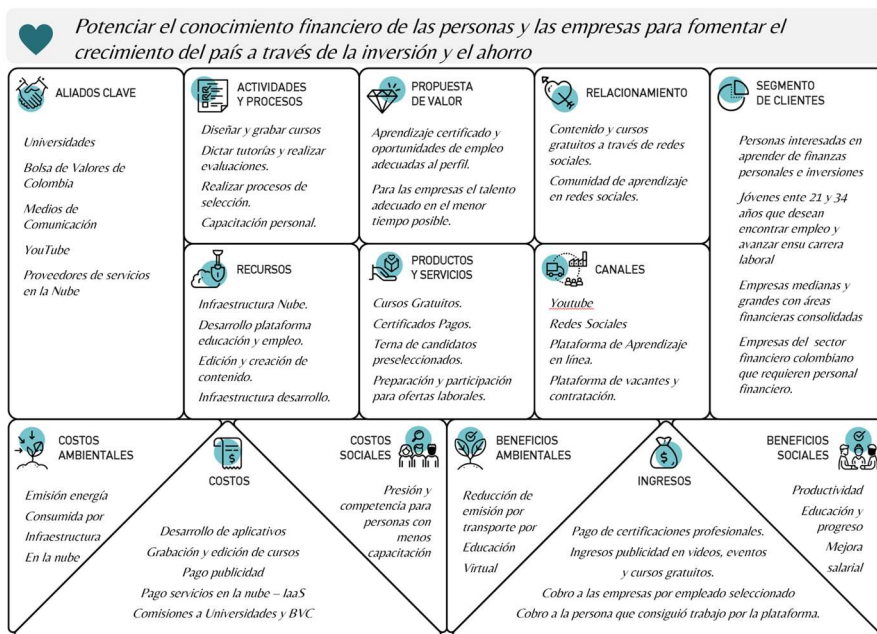 Potenciar el conocimiento financiero de las personas y las empresas para fomentar el
crecimiento del país a través de la inversión y el ahorro
ALIADOS CLAVE
Universidades
Bolsa de Valores de
Colombia
Medios de
Comunicación
YouTube
Proveedores de servicios
en la Nube
ACTIVIDADES
Y PROCESOS
Diseñar y grabar cursos
Dictar tutorías y realizar
evaluaciones.
Realizar procesos de
selección.
Capacitación personal.
RECURSOS
Infraestructura Nube.
Desarrollo plataforma
educación y empleo.
Edición y creación de
contenido.
Infraestructura desarrollo.
PROPUESTA
DE VALOR
Aprendizaje certificado y
oportunidades de empleo
adecuadas al perfil.
Para las empresas el talento
adecuado en el menor
tiempo posible.
PRODUCTOS
Y SERVICIOS
Cursos Gratuitos.
Certificados Pagos.
Terna de candidatos
preseleccionados.
Preparación y participación
para ofertas laborales.
RELACIONAMIENTO
Contenido y cursos
gratuitos a través de redes
sociales.
Comunidad de aprendizaje
en redes sociales.
CANALES
Youtube
Redes Sociales
Plataforma de Aprendizaje
en línea.
Plataforma de vacantes y
contratación.
SEGMENTO
DE CLIENTES
Personas interesadas en
aprender de finanzas
personales e inversiones
Jóvenes ente 21 y 34
años que desean
encontrar empleo y
avanzar ensu carrera
laboral
Empresas medianas y
grandes con áreas
financieras consolidadas
Empresas del sector
financiero colombiano
que requieren personal
financiero.
COSTOS
AMBIENTALES
Emisión energía
Consumida por
Infraestructura
En la nube
COSTOS
Desarrollo de aplicativos
Grabación y edición de cursos
Pago publicidad
Pago servicios en la nube – IaaS
Comisiones a Universidades y BVC
COSTOS
SOCIALES
Presión y
competencia para
personas con
menos
capacitación
BENEFICIOS
AMBIENTALES
Reducción de
emisión por
transporte por
Educación
Virtual
INGRESOS
Pago de certificaciones profesionales.
Ingresos publicidad en videos, eventos
y cursos gratuitos.
Cobro a las empresas por empleado seleccionado
Cobro a la persona que consiguió trabajo por la plataforma.
BENEFICIOS
SOCIALES
Productividad
Educación y
progreso
Mejora
salarial